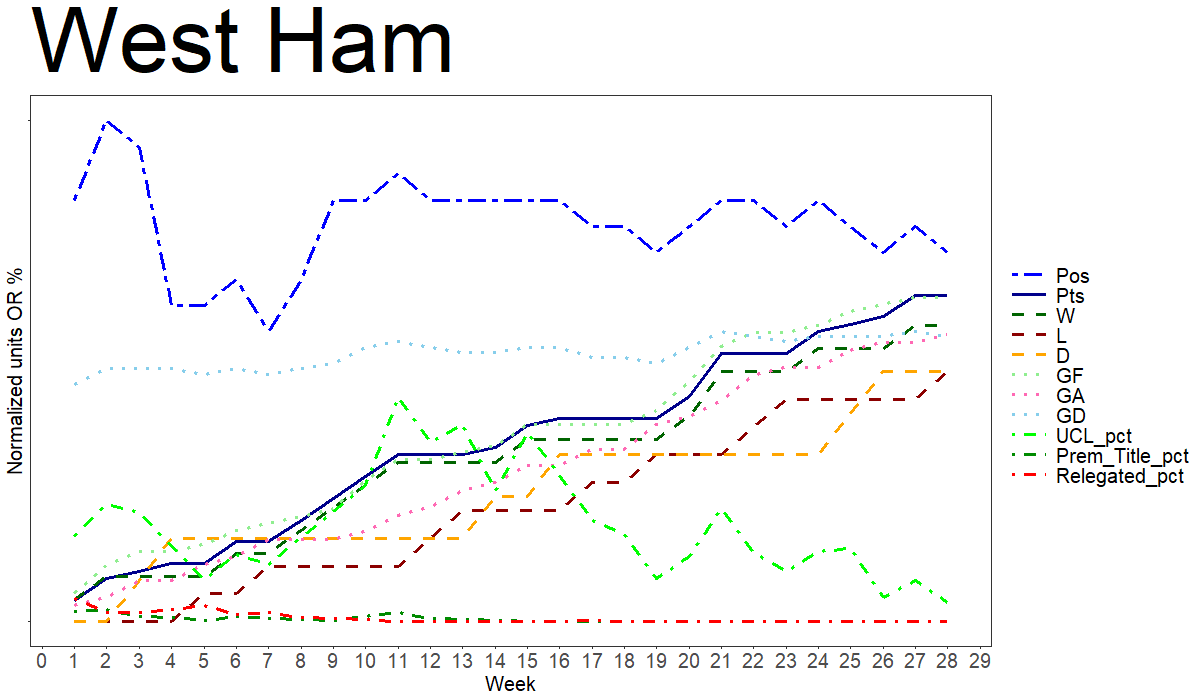 West Ham
Normalized units OR %
Pos
Pts
W
L
D
GF
GA
GD
UCL_pct
Prem_Title_pct
Relegated_pct
0 1 2 3 4 5 6 7 8 9 10 11 12 13 14 15 16 17 18 19 20 21 22 23 24 25 26 27 28 29
Week